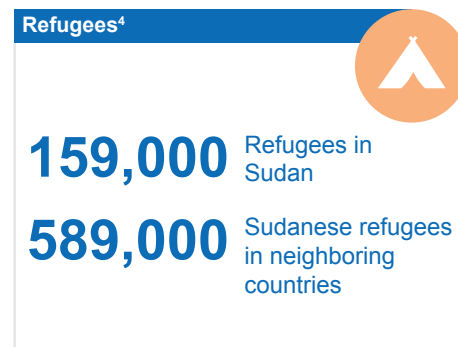 Refugees⁴
159,000 Refugees in
Sudan
589,000 Sudanese refugees
in neighboring
countries